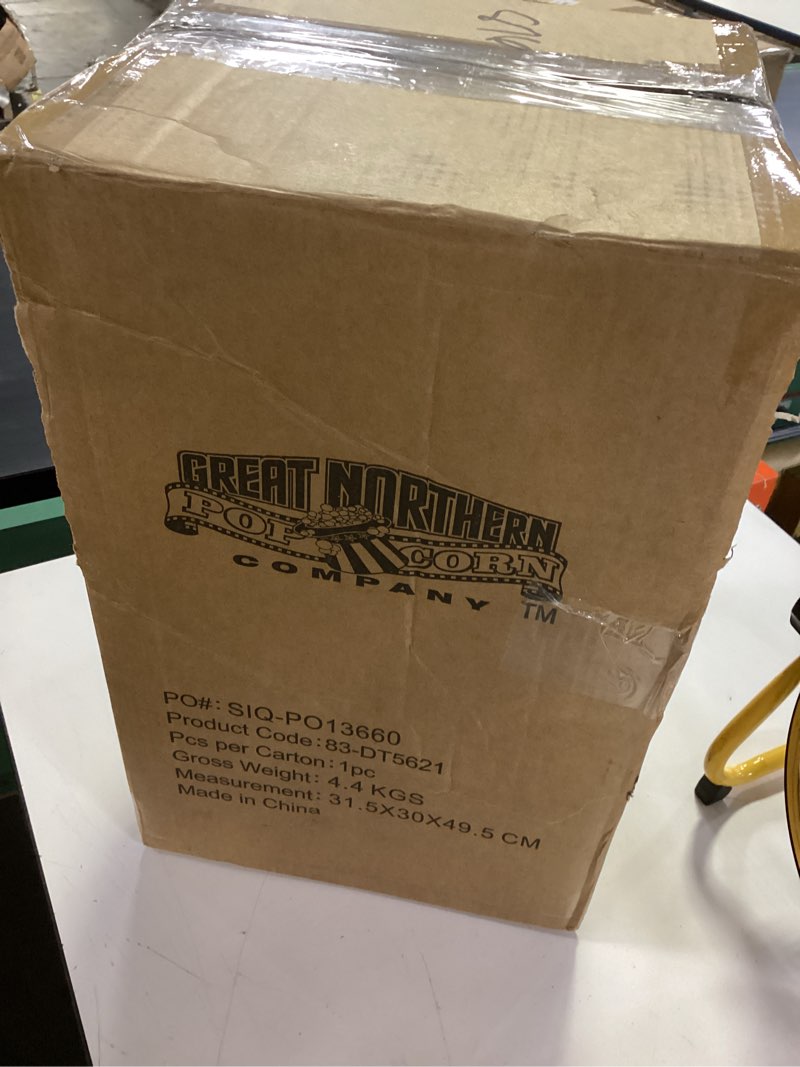 GREAT NORTHERN
POP CORN
COMPANY TM
PO#: SIQ-PO13660
Product Code: 83-DT5621
Pcs per Carton: 1pc
Gross Weight: 4.4 KGS
Measurement: 31.5X30X49.5 CM
Made in China